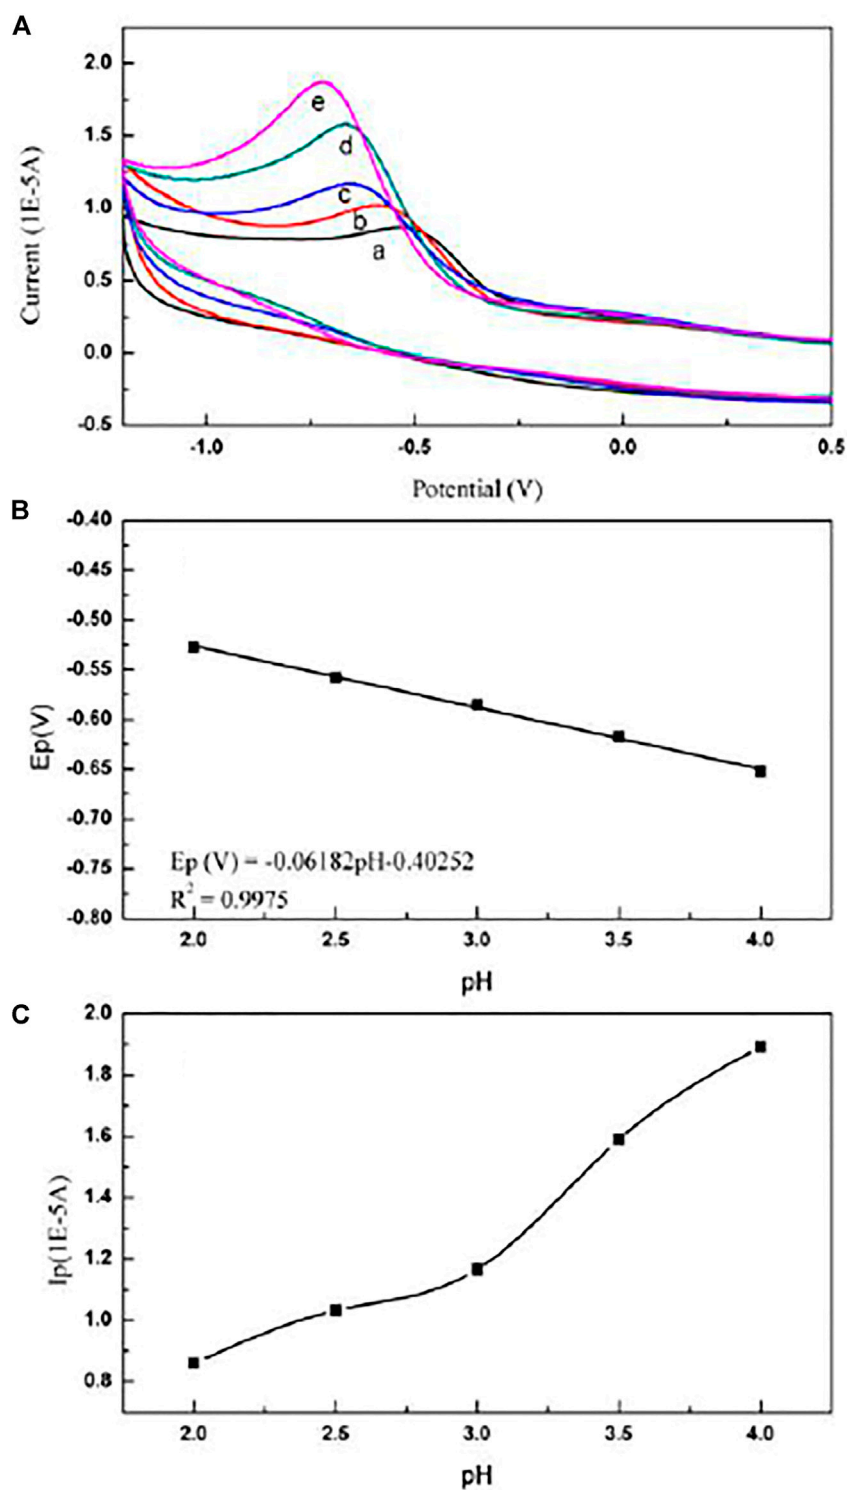 A
2.0
1.5
1.0
0.5
0.0
-0.5
Current (1E-5A)
e
d
c
b
a
-1.0 -0.5 0.0 0.5
Potential (V)
B
-0.40
-0.45
-0.50
-0.55
-0.60
-0.65
-0.70
-0.75
-0.80
Ep(V)
Ep (V) = -0.06182pH-0.40252
R² = 0.9975
2.0 2.5 3.0 3.5 4.0
pH
C
2.0
1.8
1.6
1.4
1.2
1.0
0.8
Ip(1E-5A)
2.0 2.5 3.0 3.5 4.0
pH